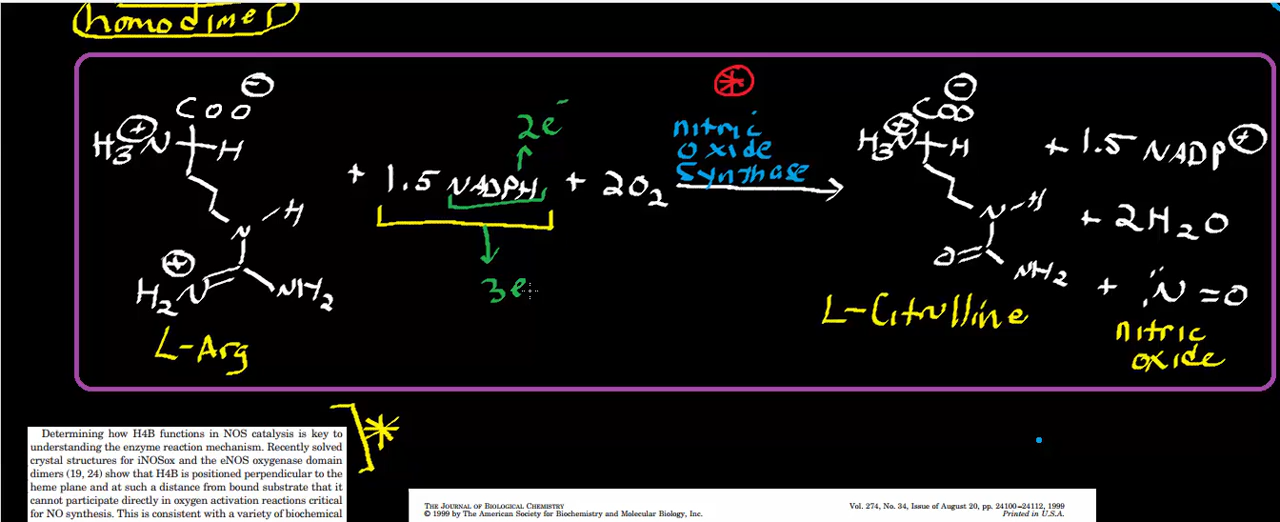 homodimer
⊖
COO
H3⊕N
H
N
H
⊕
H2N
NH2
L-Arg
+ 1.5 NADPH + 2O2
2e-
3e
✳
nitric
oxide
synthase
⊖
COO
H3⊕N
H
N
H
O
NH2
L-Citrulline
+ 1.5 NADP⊕
+ 2H2O
+ :N=O
nitric
oxide
*
Determining how H4B functions in NOS catalysis is key to
understanding the enzyme reaction mechanism. Recently solved
crystal structures for iNOSox and the eNOS oxygenase domain
dimers (19, 24) show that H4B is positioned perpendicular to the
heme plane and at such a distance from bound substrate that it
cannot participate directly in oxygen activation reactions critical
for NO synthesis. This is consistent with a variety of biochemical
THE JOURNAL OF BIOLOGICAL CHEMISTRY
© 1999 by The American Society for Biochemistry and Molecular Biology, Inc.
Vol. 274, No. 34, Issue of August 20, pp. 24100–24112, 1999
Printed in U.S.A.